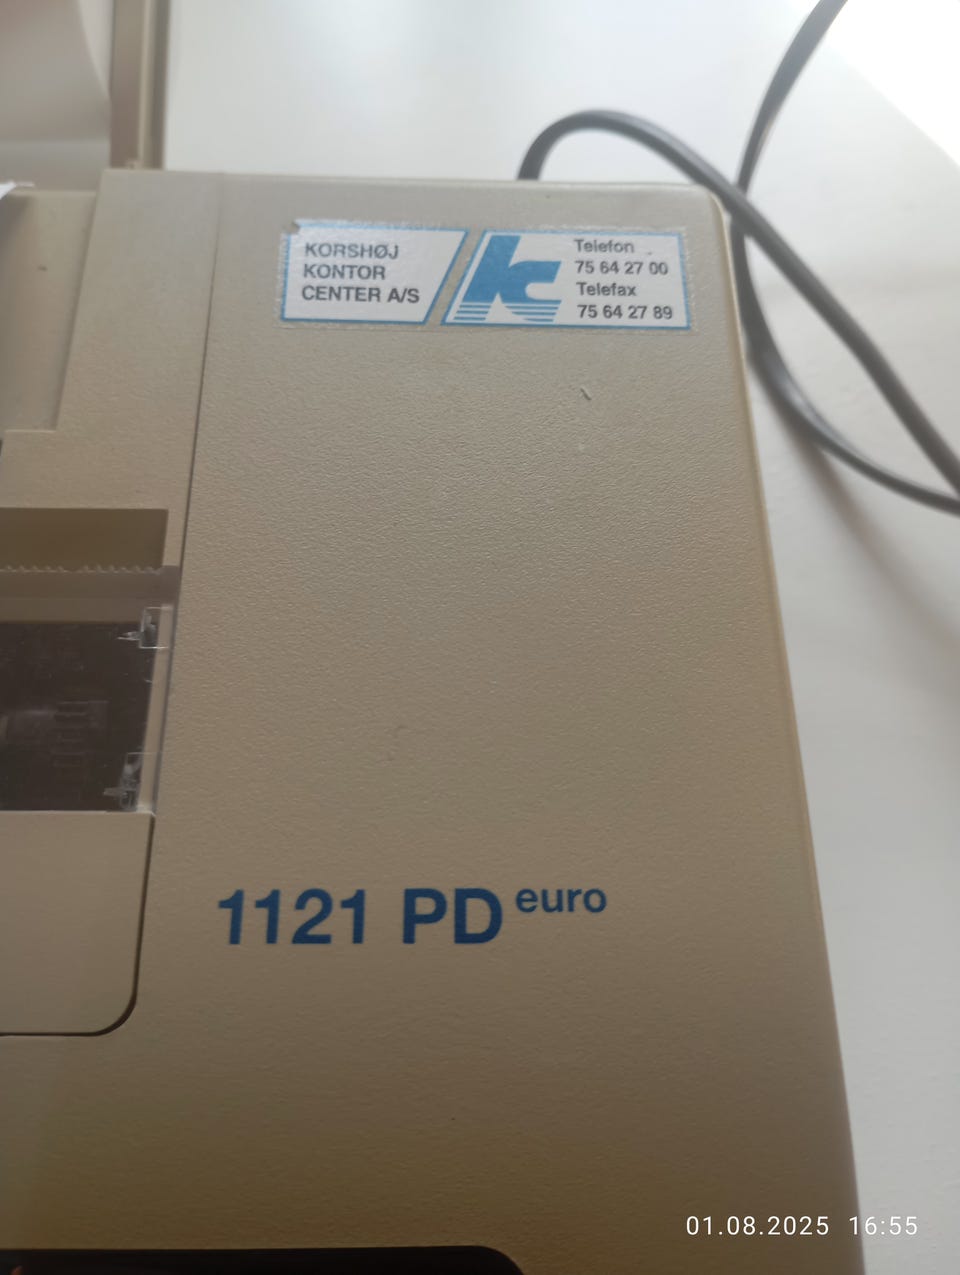 KORSHØJ
KONTOR
CENTER A/S
kc
Telefon
75 64 27 00
Telefax
75 64 27 89
1121 PD euro
01.08.2025 16:55